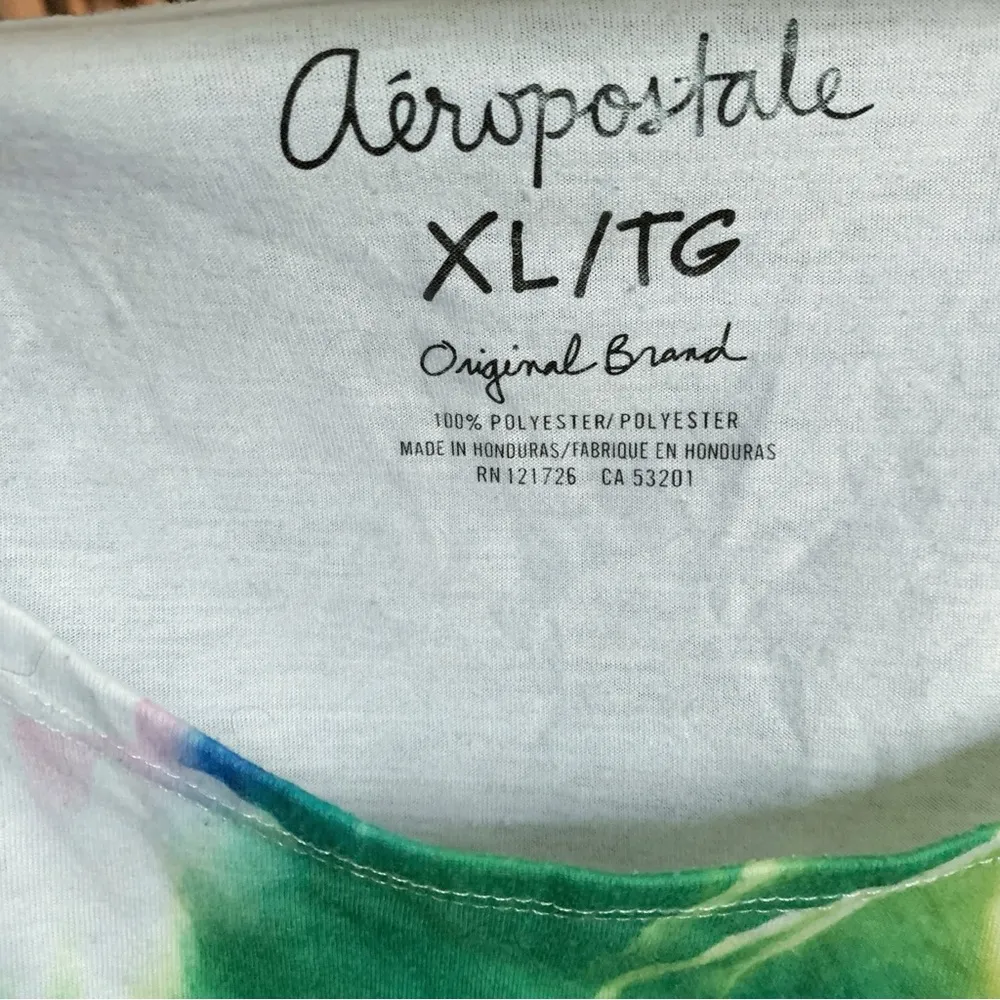 aéropostale
XL/TG
Original Brand
100% POLYESTER/POLYESTER
MADE IN HONDURAS/FABRIQUE EN HONDURAS
RN 121726 CA 53201